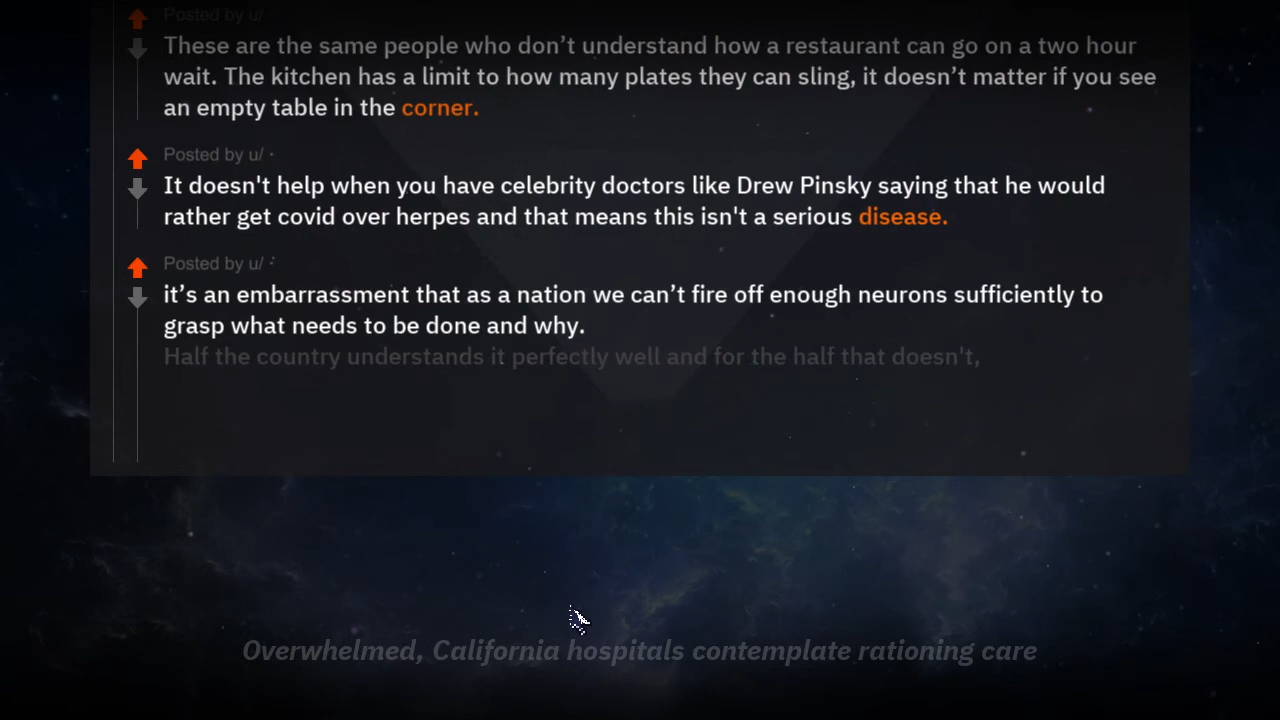 Posted by u/
These are the same people who don’t understand how a restaurant can go on a two hour
wait. The kitchen has a limit to how many plates they can sling, it doesn’t matter if you see
an empty table in the corner.
Posted by u/ ·
It doesn't help when you have celebrity doctors like Drew Pinsky saying that he would
rather get covid over herpes and that means this isn't a serious disease.
Posted by u/ :
it’s an embarrassment that as a nation we can’t fire off enough neurons sufficiently to
grasp what needs to be done and why.
Half the country understands it perfectly well and for the half that doesn't,
Overwhelmed, California hospitals contemplate rationing care